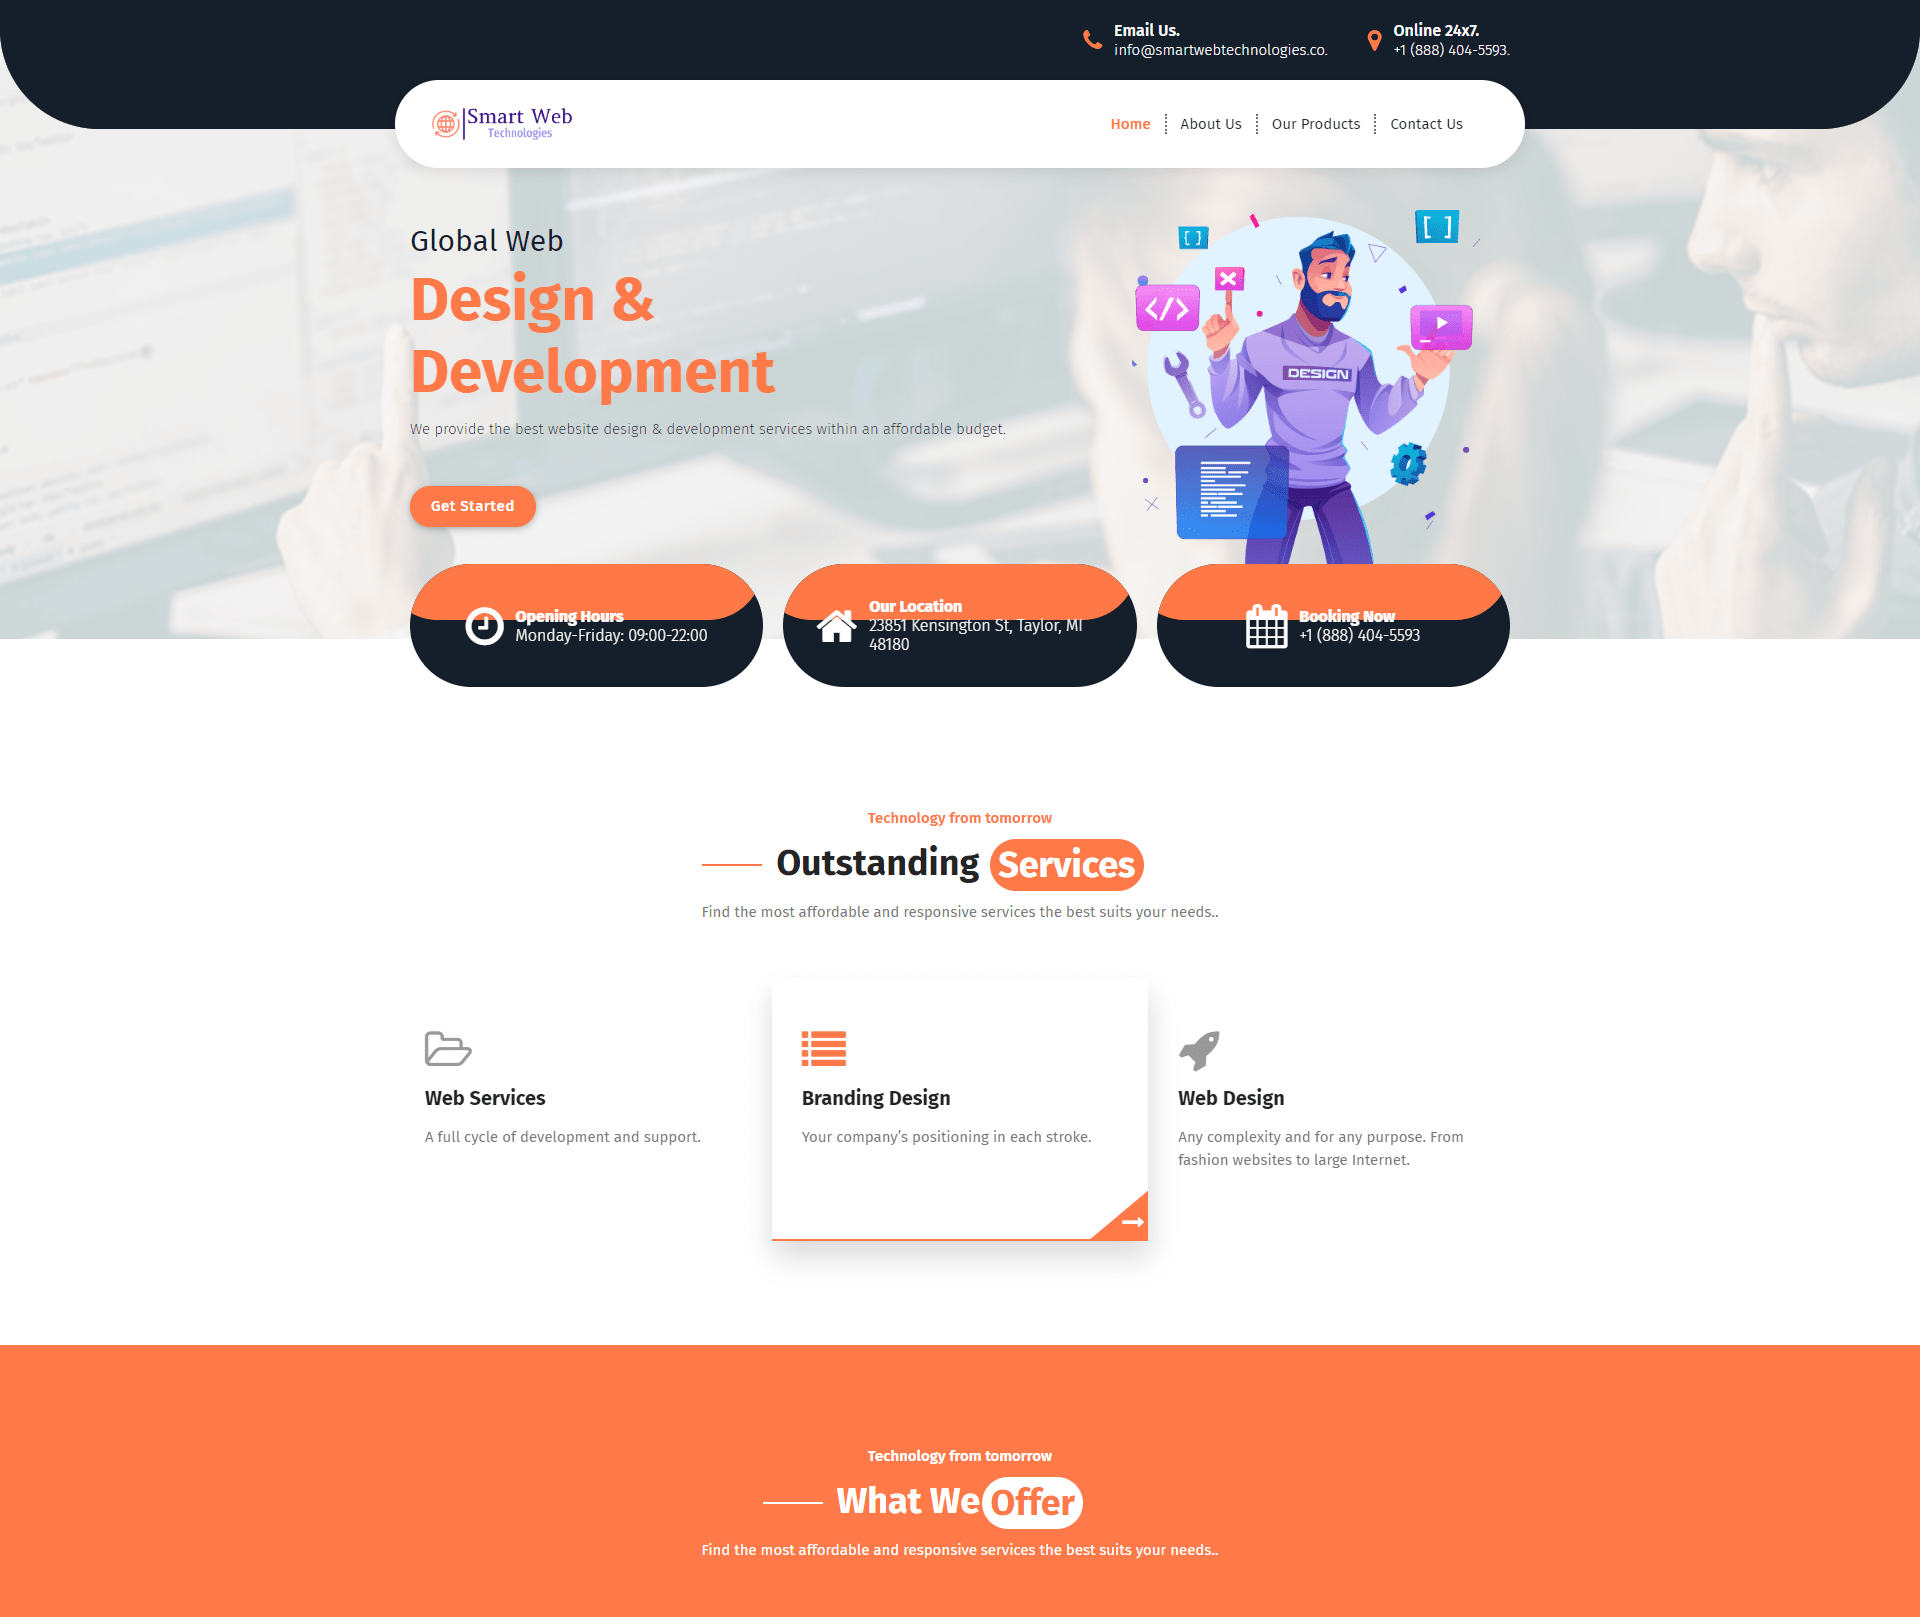 Email Us.
info@smartwebtechnologies.co.
Online 24x7.
+1 (888) 404-5593.
Smart Web
Technologies
Home
About Us
Our Products
Contact Us
Global Web
Design &
Development
We provide the best website design & development services within an affordable budget.
Get Started
{ }
[ ]
</>
DESIGN
Opening Hours
Monday-Friday: 09:00-22:00
Our Location
23851 Kensington St, Taylor, MI
48180
Booking Now
+1 (888) 404-5593
Technology from tomorrow
Outstanding Services
Find the most affordable and responsive services the best suits your needs..
Web Services
A full cycle of development and support.
Branding Design
Your company’s positioning in each stroke.
Web Design
Any complexity and for any purpose. From
fashion websites to large Internet.
Technology from tomorrow
What We Offer
Find the most affordable and responsive services the best suits your needs..